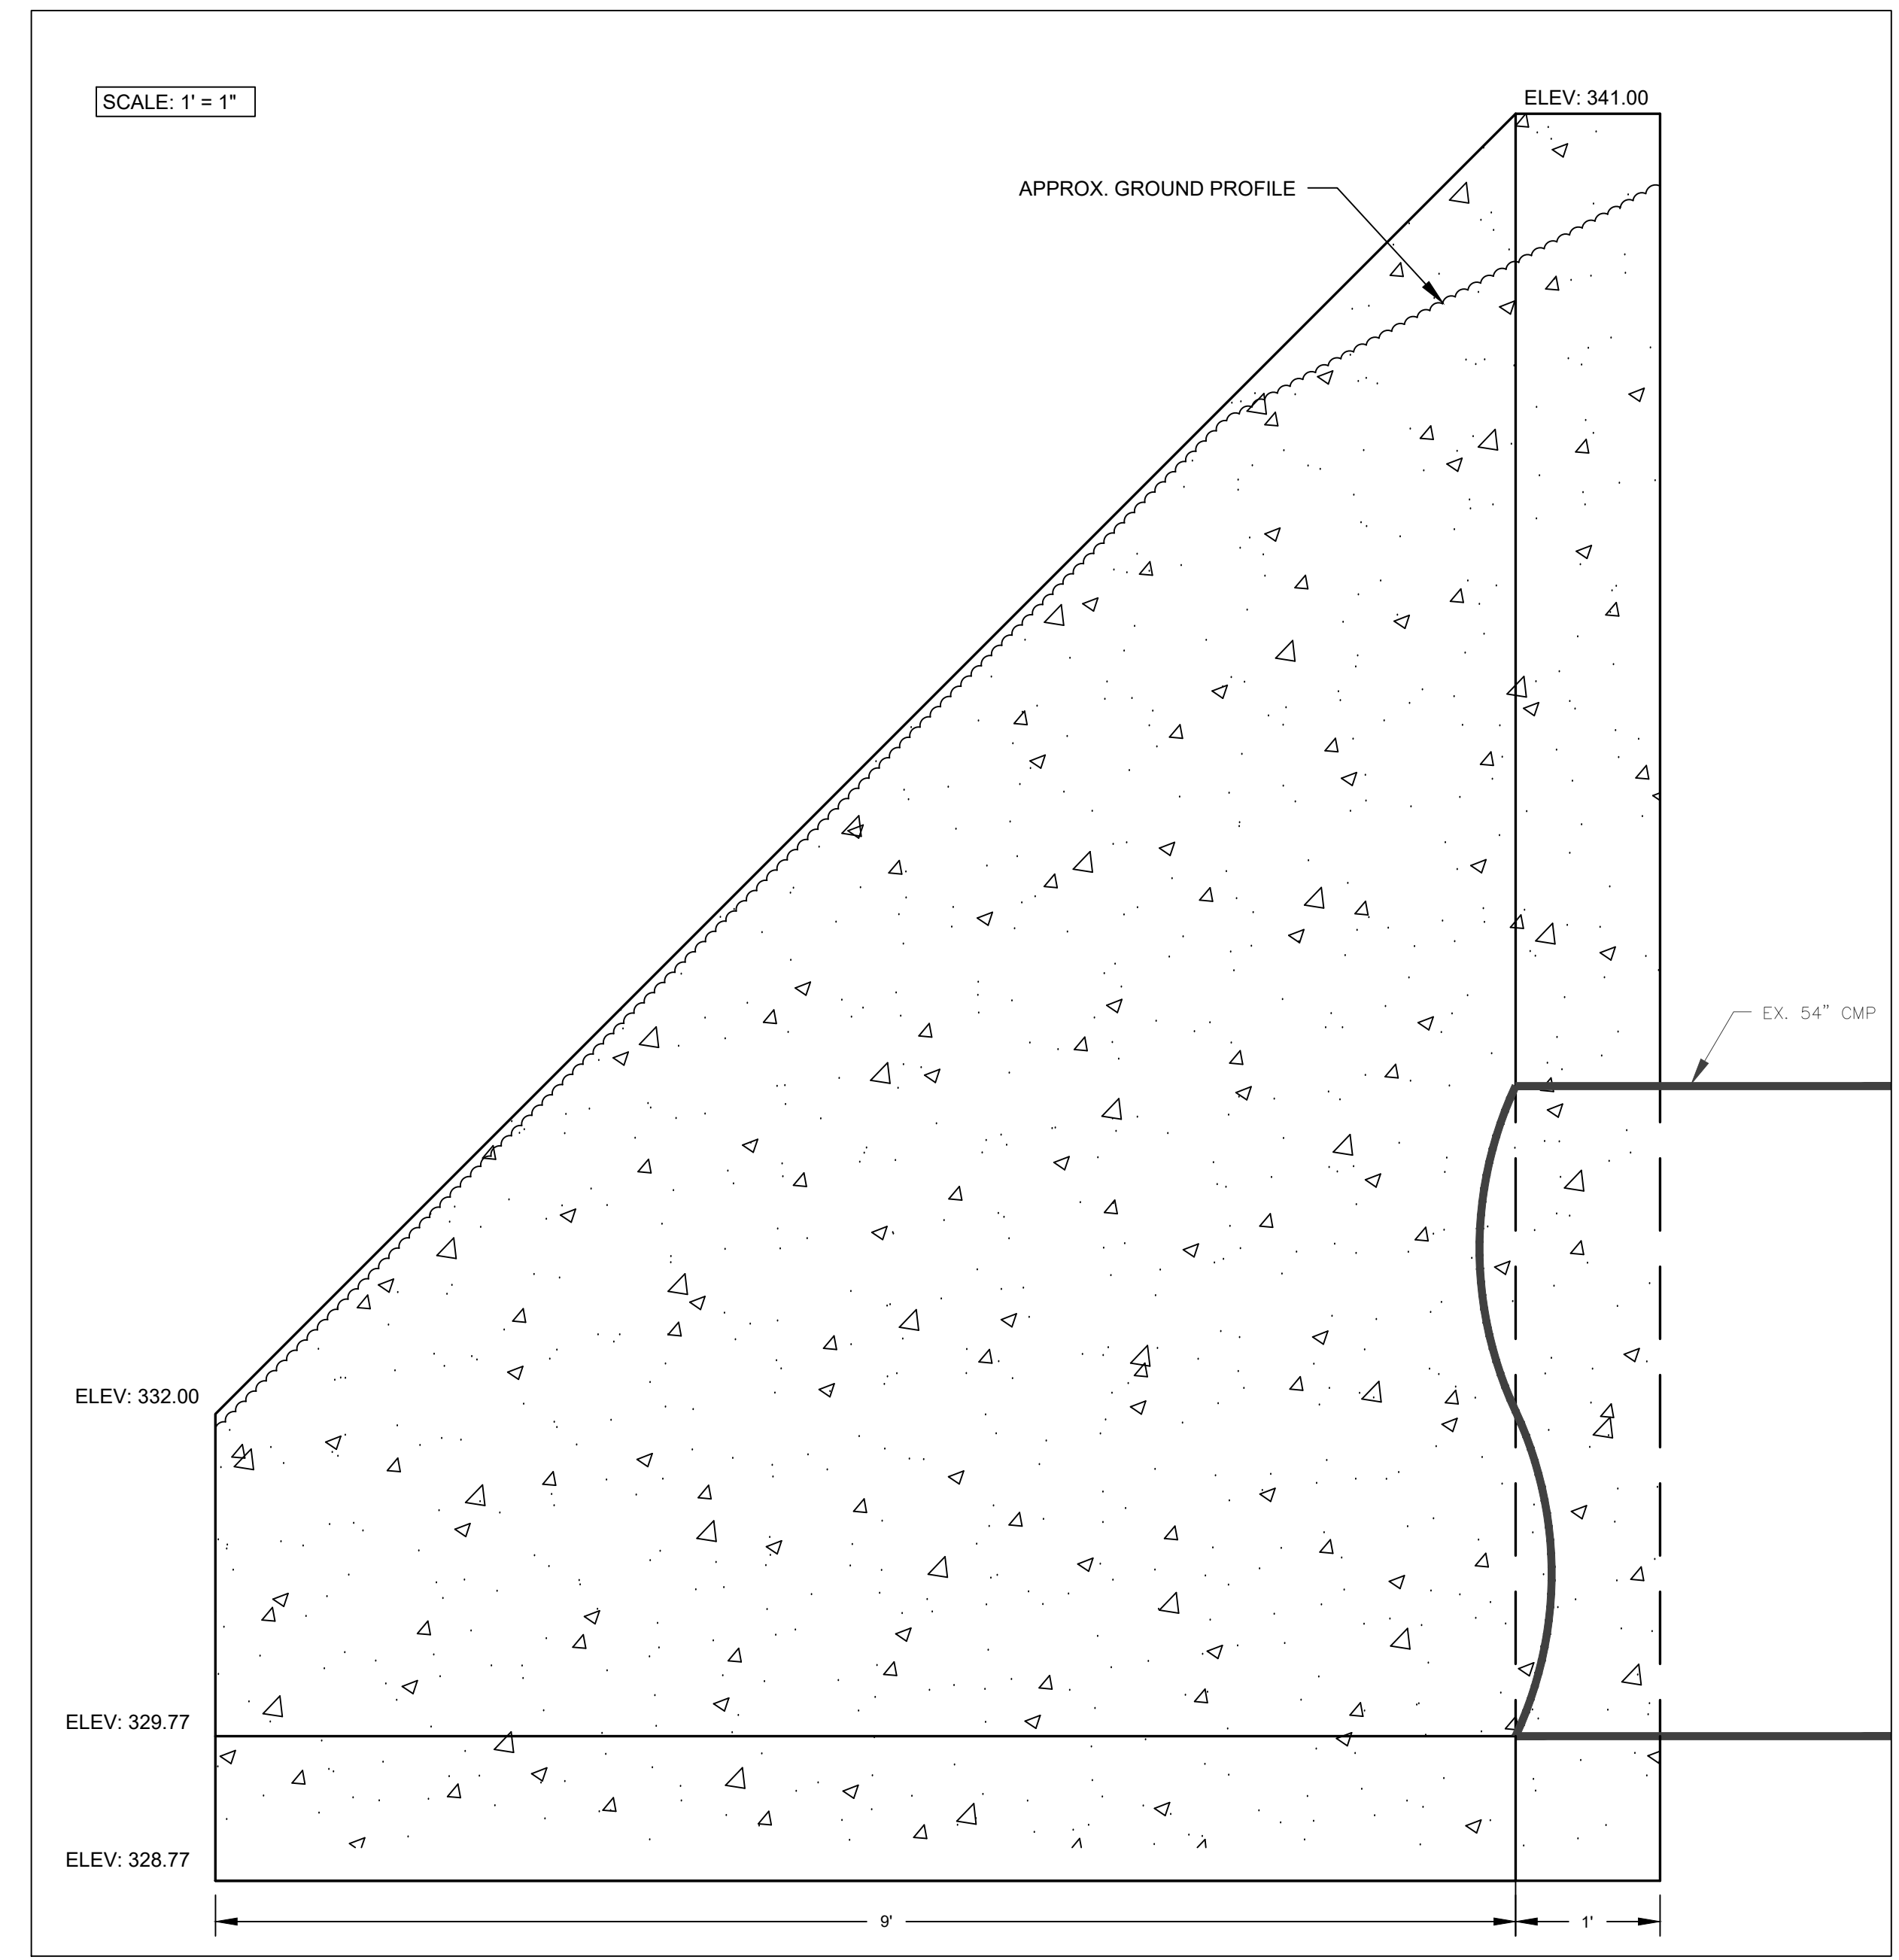 SCALE: 1' = 1"
ELEV: 341.00
APPROX. GROUND PROFILE
EX. 54" CMP
ELEV: 332.00
ELEV: 329.77
ELEV: 328.77
9'
1'